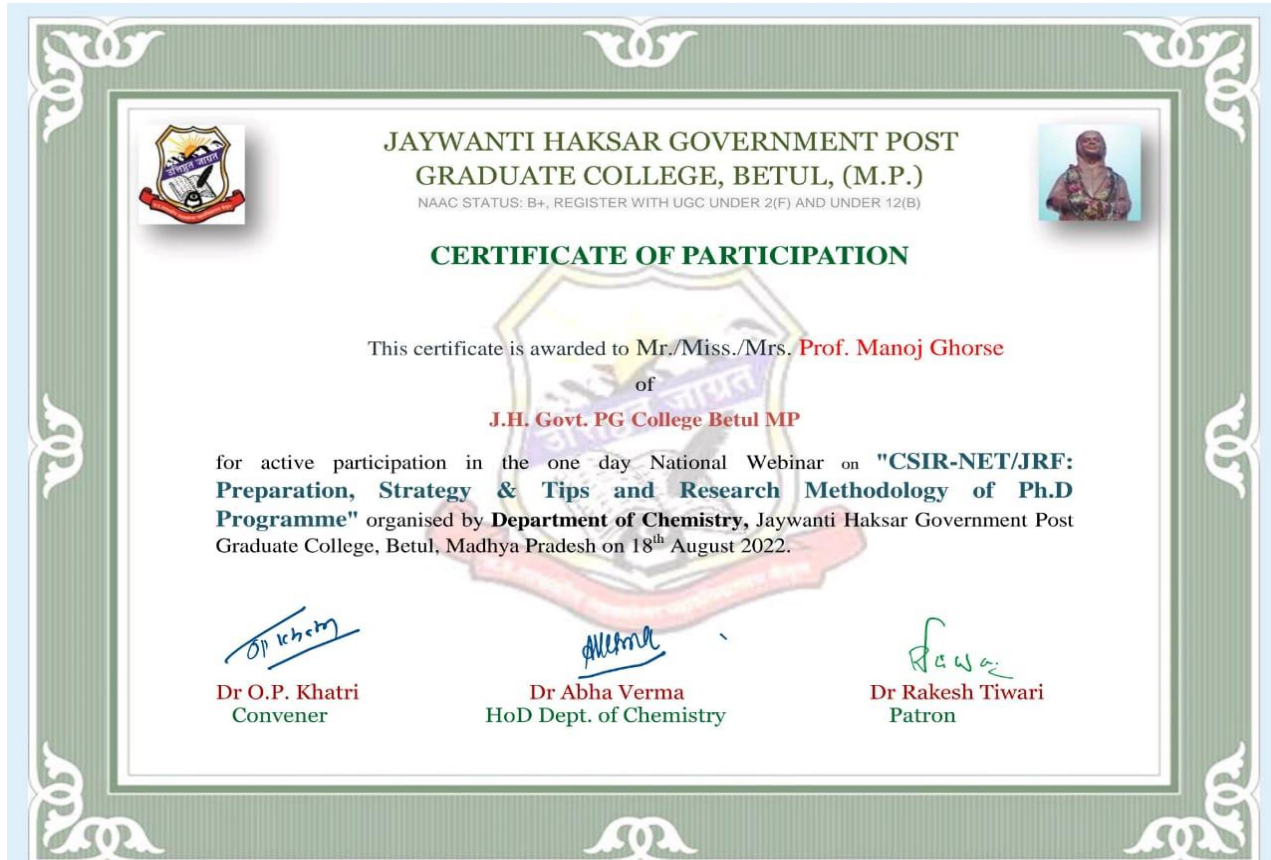 JAYWANTI HAKSAR GOVERNMENT POST
GRADUATE COLLEGE, BETUL, (M.P.)
NAAC STATUS: B+, REGISTER WITH UGC UNDER 2(F) AND UNDER 12(B)
CERTIFICATE OF PARTICIPATION
This certificate is awarded to Mr./Miss./Mrs. Prof. Manoj Ghorse
of
J.H. Govt. PG College Betul MP
for active participation in the one day National Webinar on "CSIR-NET/JRF:
Preparation, Strategy & Tips and Research Methodology of Ph.D
Programme" organised by Department of Chemistry, Jaywanti Haksar Government Post
Graduate College, Betul, Madhya Pradesh on 18th August 2022.
Dr O.P. Khatri
Convener
Dr Abha Verma
HoD Dept. of Chemistry
Dr Rakesh Tiwari
Patron
उत्तिष्ठत जाग्रत